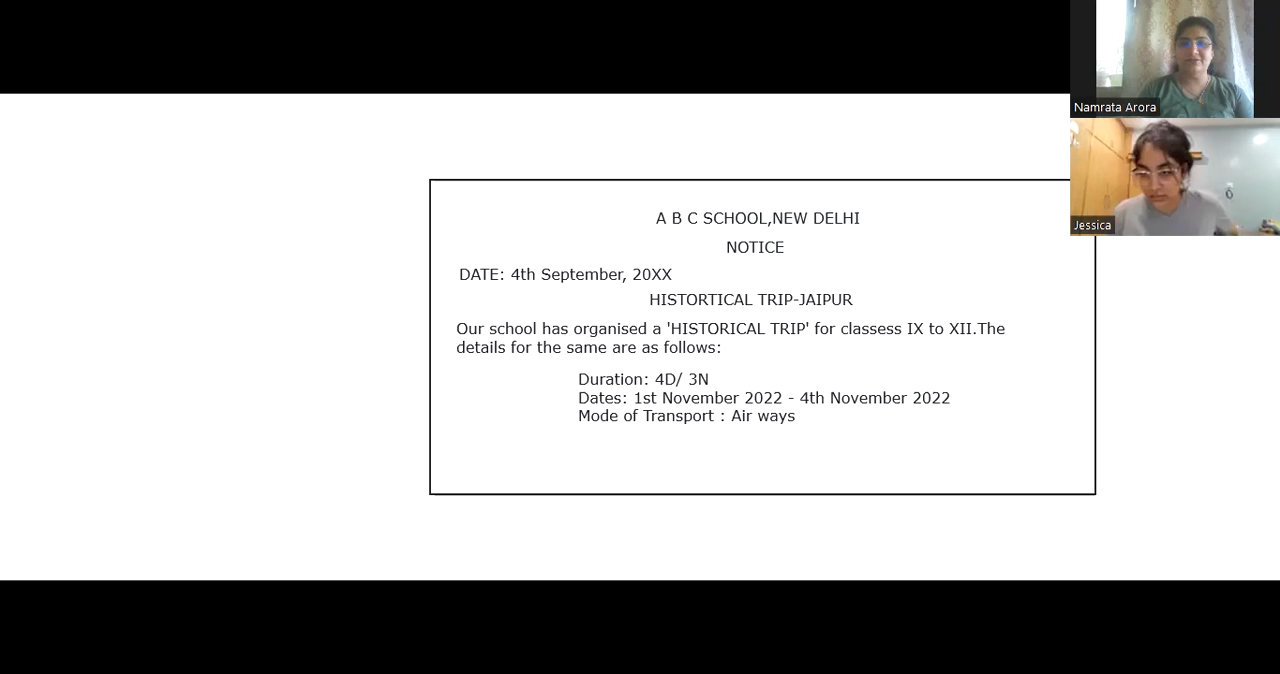 A B C SCHOOL,NEW DELHI
NOTICE
DATE: 4th September, 20XX
HISTORTICAL TRIP-JAIPUR
Our school has organised a 'HISTORICAL TRIP' for classess IX to XII.The
details for the same are as follows:
Duration: 4D/ 3N
Dates: 1st November 2022 - 4th November 2022
Mode of Transport : Air ways
Namrata Arora
Jessica